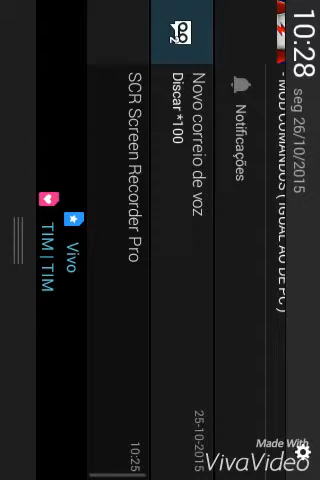 10:28 seg 26/10/2015
- MOD COMANDOS ( IGUAL AO DE PC )
Notificações
Novo correio de voz
Discar *100
25-10-2015
SCR Screen Recorder Pro
10:25
Vivo
TIM | TIM
Made With
VivaVideo